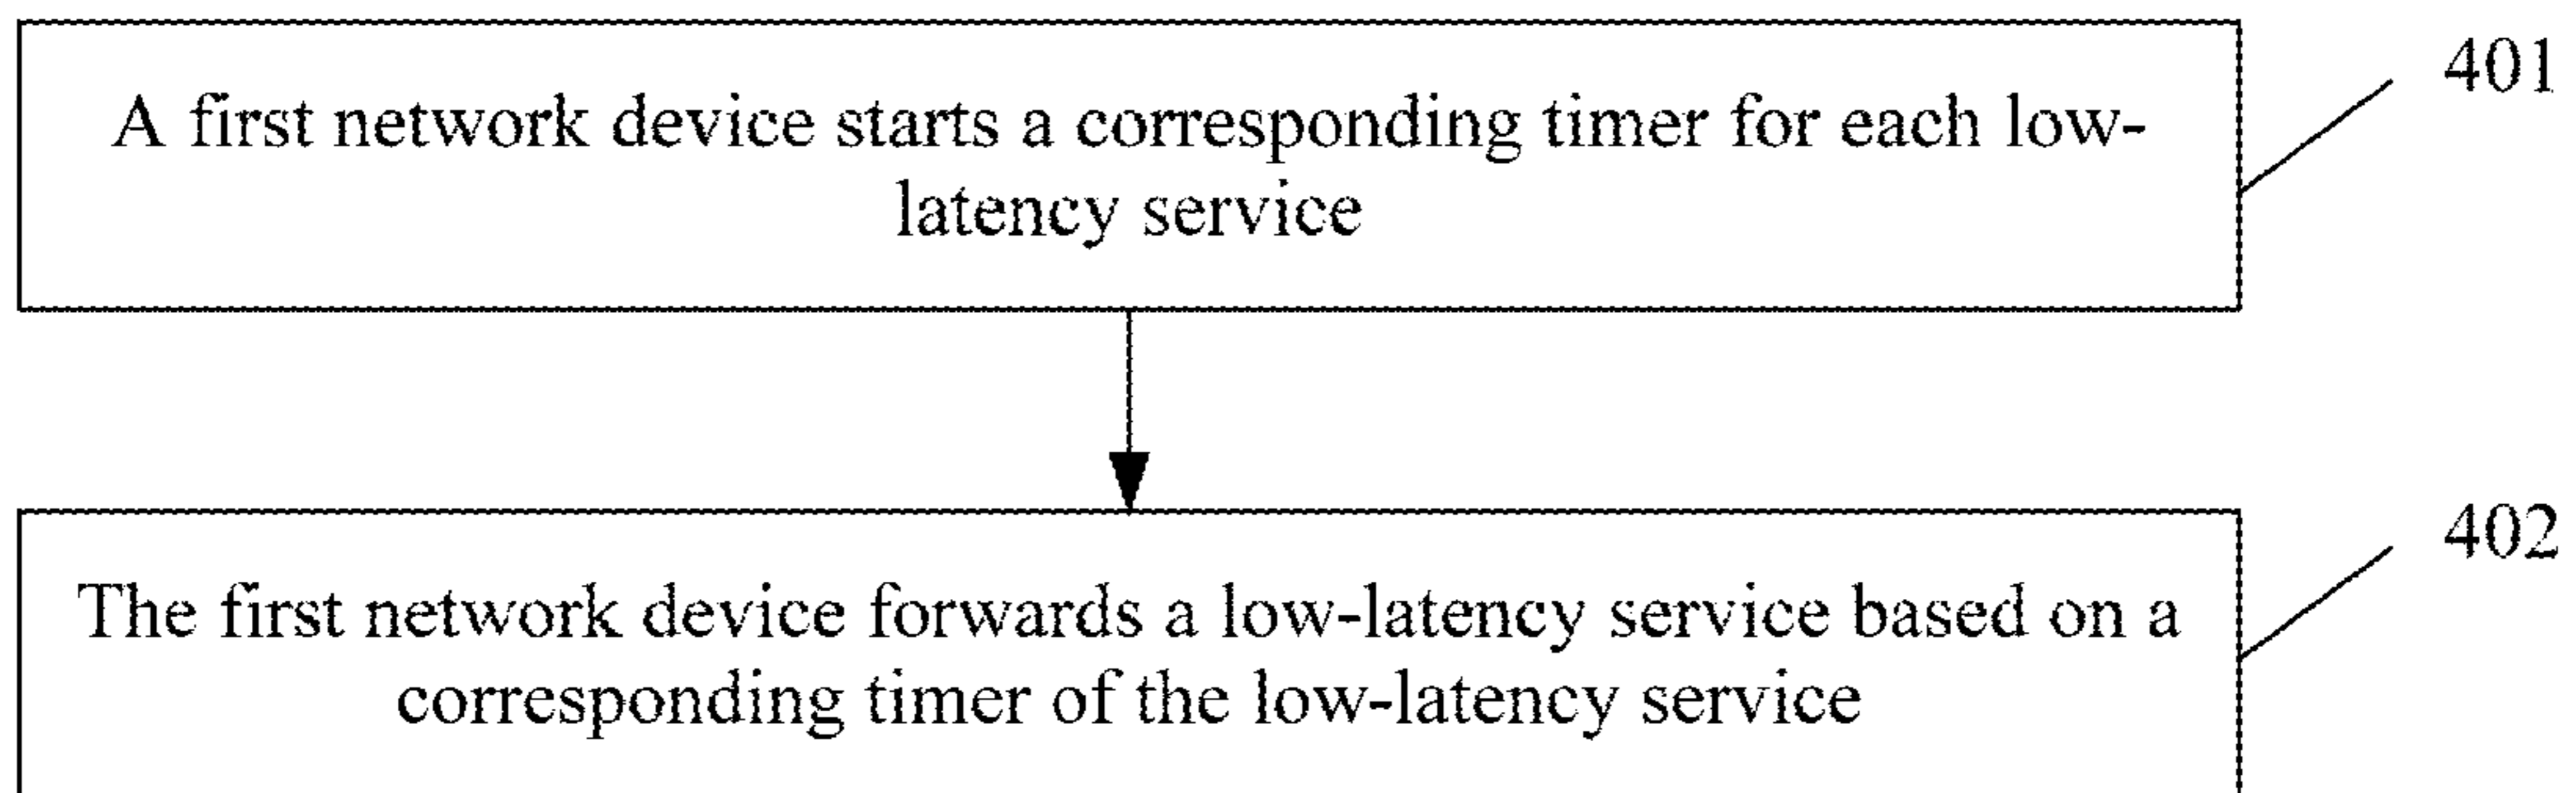 A first network device starts a corresponding timer for each low-
latency service
401
The first network device forwards a low-latency service based on a
corresponding timer of the low-latency service
402